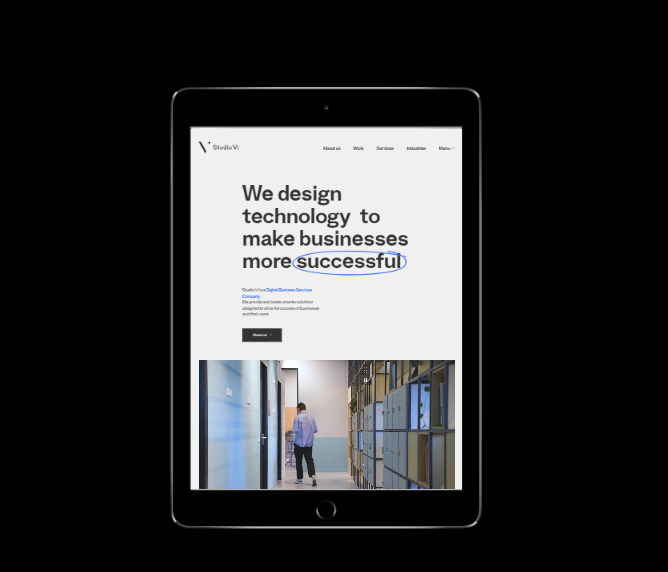 Studio VI
About us Work Services Industries Menu
We design
technology to
make businesses
more successful
Studio VI is a Digital Business Services
Company.
We provide and create smarter solutions
designed to drive the success of businesses
and their users.
About us